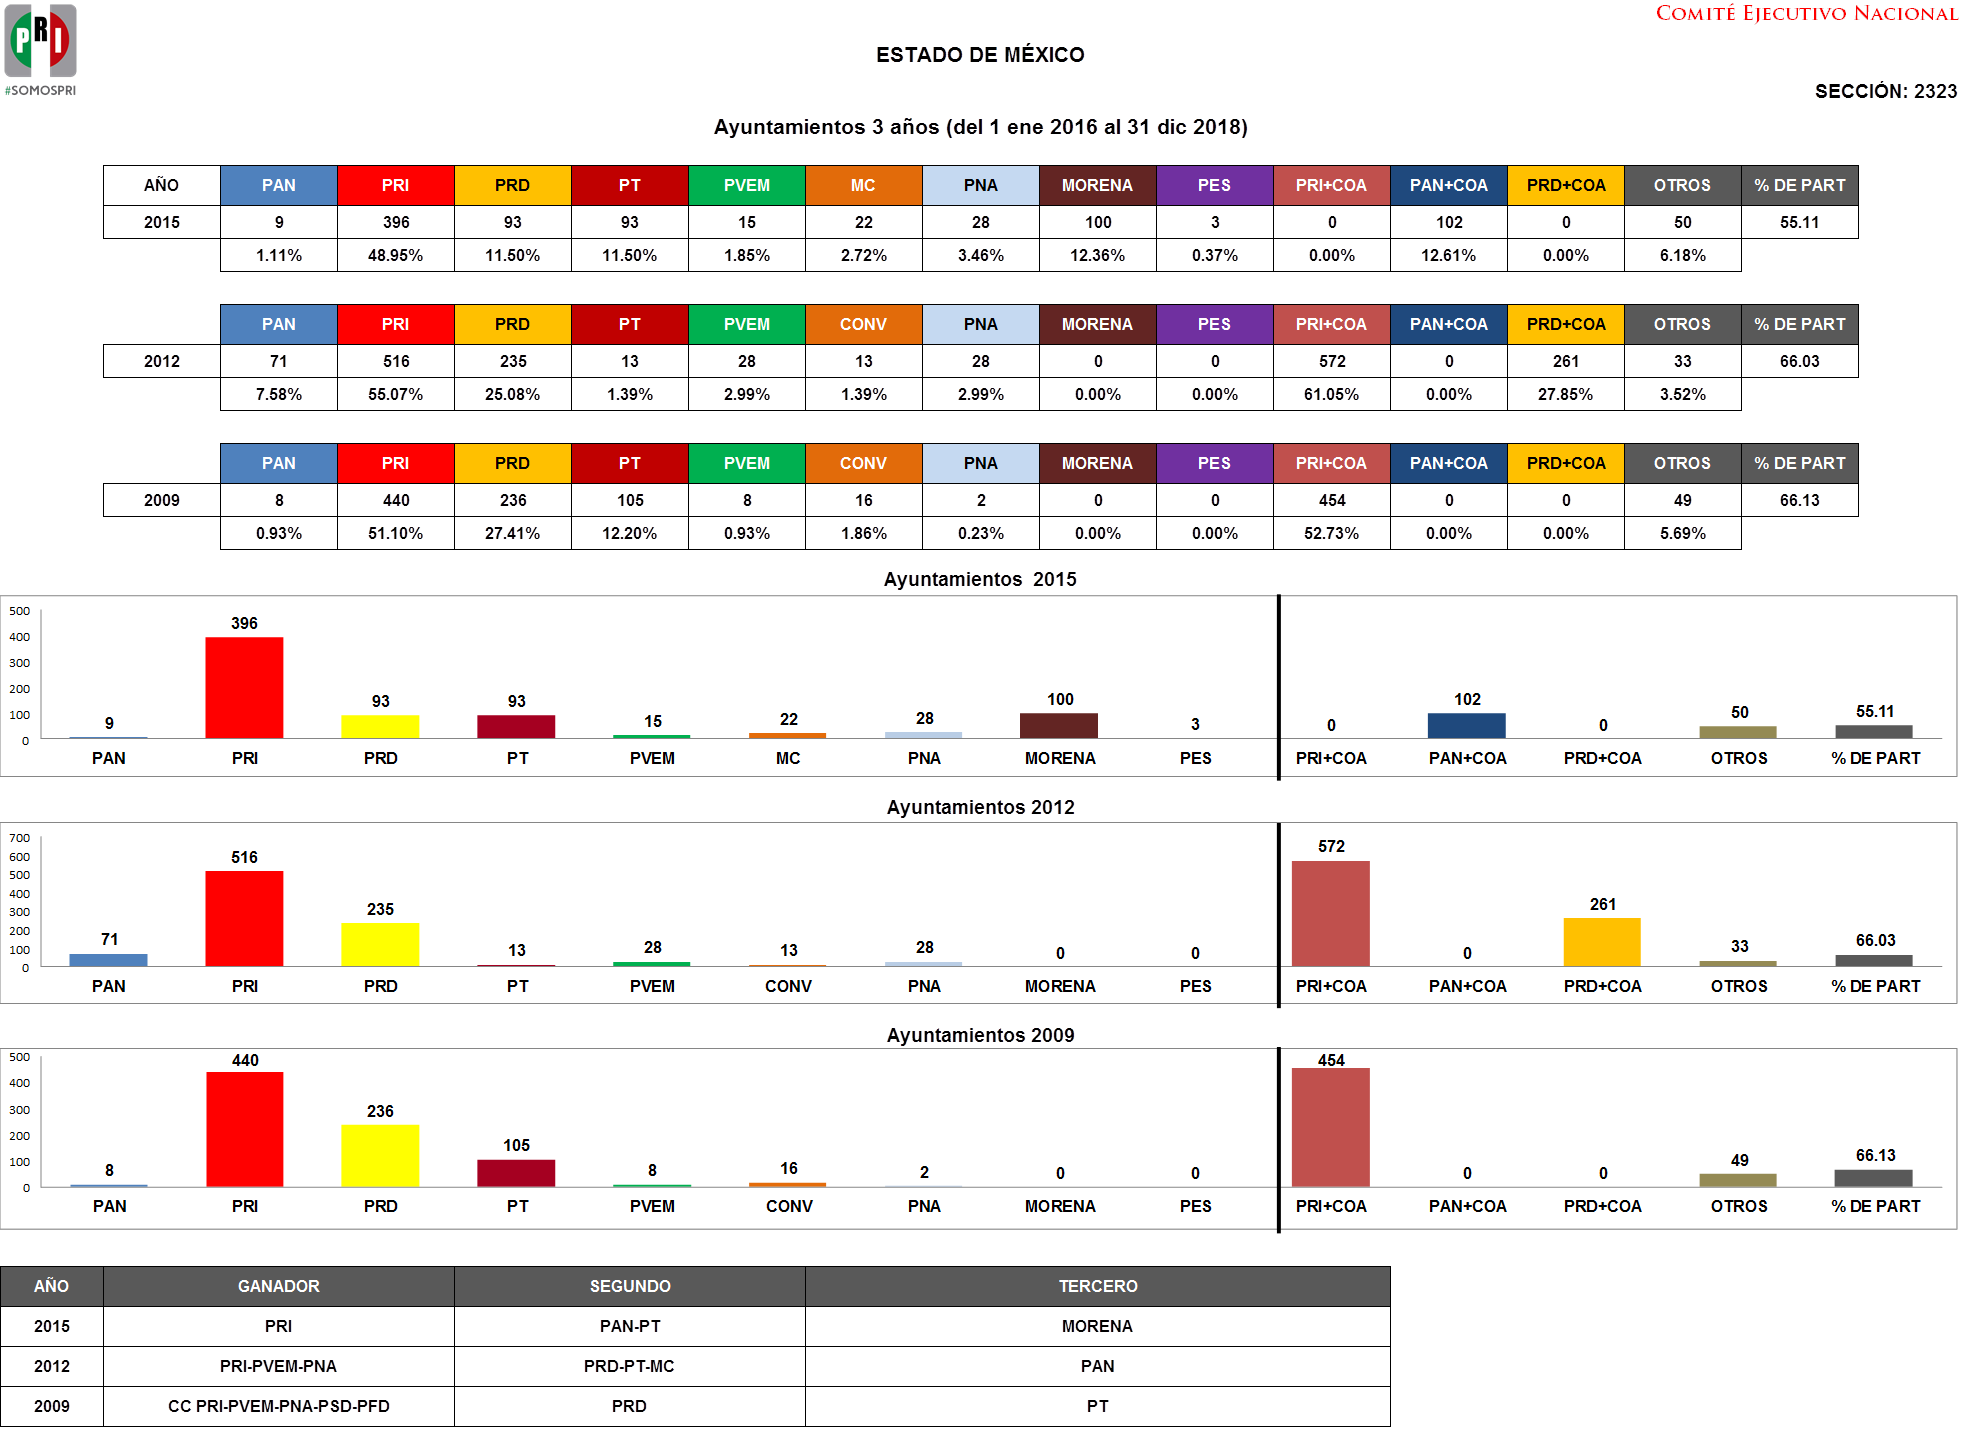 PRI
#SOMOSPRI
COMITÉ EJECUTIVO NACIONAL
ESTADO DE MÉXICO
SECCIÓN: 2323
Ayuntamientos 3 años (del 1 ene 2016 al 31 dic 2018)
AÑO PAN PRI PRD PT PVEM MC PNA MORENA PES PRI+COA PAN+COA PRD+COA OTROS % DE PART
2015 9 396 93 93 15 22 28 100 3 0 102 0 50 55.11
1.11% 48.95% 11.50% 11.50% 1.85% 2.72% 3.46% 12.36% 0.37% 0.00% 12.61% 0.00% 6.18%
PAN PRI PRD PT PVEM CONV PNA MORENA PES PRI+COA PAN+COA PRD+COA OTROS % DE PART
2012 71 516 235 13 28 13 28 0 0 572 0 261 33 66.03
7.58% 55.07% 25.08% 1.39% 2.99% 1.39% 2.99% 0.00% 0.00% 61.05% 0.00% 27.85% 3.52%
PAN PRI PRD PT PVEM CONV PNA MORENA PES PRI+COA PAN+COA PRD+COA OTROS % DE PART
2009 8 440 236 105 8 16 2 0 0 454 0 0 49 66.13
0.93% 51.10% 27.41% 12.20% 0.93% 1.86% 0.23% 0.00% 0.00% 52.73% 0.00% 0.00% 5.69%
Ayuntamientos 2015
500
400
300
200
100
0
9 396 93 93 15 22 28 100 3 0 102 0 50 55.11
PAN PRI PRD PT PVEM MC PNA MORENA PES PRI+COA PAN+COA PRD+COA OTROS % DE PART
Ayuntamientos 2012
700
600
500
400
300
200
100
0
71 516 235 13 28 13 28 0 0 572 0 261 33 66.03
PAN PRI PRD PT PVEM CONV PNA MORENA PES PRI+COA PAN+COA PRD+COA OTROS % DE PART
Ayuntamientos 2009
500
400
300
200
100
0
8 440 236 105 8 16 2 0 0 454 0 0 49 66.13
PAN PRI PRD PT PVEM CONV PNA MORENA PES PRI+COA PAN+COA PRD+COA OTROS % DE PART
AÑO GANADOR SEGUNDO TERCERO
2015 PRI PAN-PT MORENA
2012 PRI-PVEM-PNA PRD-PT-MC PAN
2009 CC PRI-PVEM-PNA-PSD-PFD PRD PT